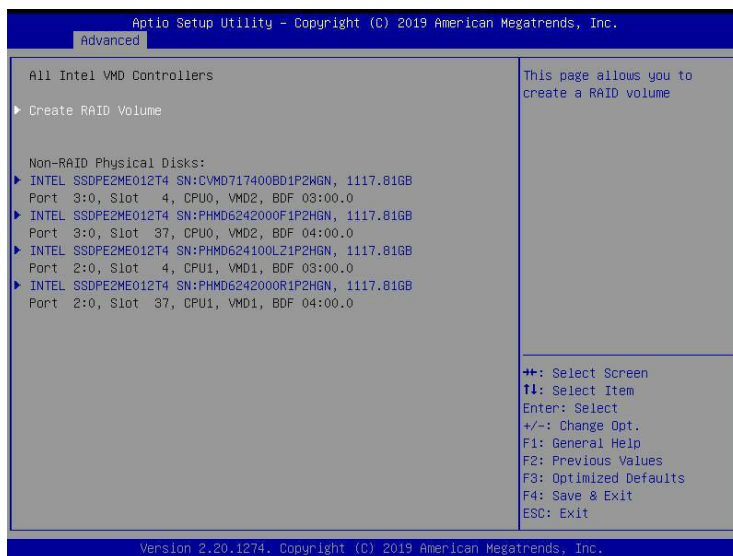 Aptio Setup Utility – Copyright (C) 2019 American Megatrends, Inc.
Advanced
All Intel VMD Controllers
Create RAID Volume
Non-RAID Physical Disks:
INTEL SSDPE2ME012T4 SN:CVMD717400BD1P2WGN, 1117.81GB
Port 3:0, Slot 4, CPU0, VMD2, BDF 03:00.0
INTEL SSDPE2ME012T4 SN:PHMD6242000F1P2HGN, 1117.81GB
Port 3:0, Slot 37, CPU0, VMD2, BDF 04:00.0
INTEL SSDPE2ME012T4 SN:PHMD624100LZ1P2HGN, 1117.81GB
Port 2:0, Slot 4, CPU1, VMD1, BDF 03:00.0
INTEL SSDPE2ME012T4 SN:PHMD6242000R1P2HGN, 1117.81GB
Port 2:0, Slot 37, CPU1, VMD1, BDF 04:00.0
This page allows you to
create a RAID volume
→←: Select Screen
↑↓: Select Item
Enter: Select
+/-: Change Opt.
F1: General Help
F2: Previous Values
F3: Optimized Defaults
F4: Save & Exit
ESC: Exit
Version 2.20.1274. Copyright (C) 2019 American Megatrends, Inc.